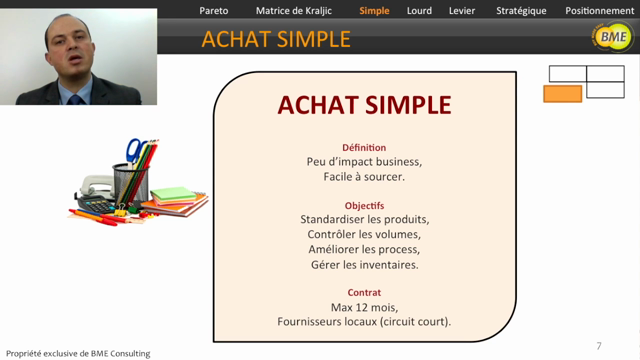 Pareto Matrice de Kraljic Simple Lourd Levier Stratégique Positionnement
ACHAT SIMPLE
BME
ACHAT SIMPLE
Définition
Peu d'impact business,
Facile à sourcer.
Objectifs
Standardiser les produits,
Contrôler les volumes,
Améliorer les process,
Gérer les inventaires.
Contrat
Max 12 mois,
Fournisseurs locaux (circuit court).
Propriété exclusive de BME Consulting
7